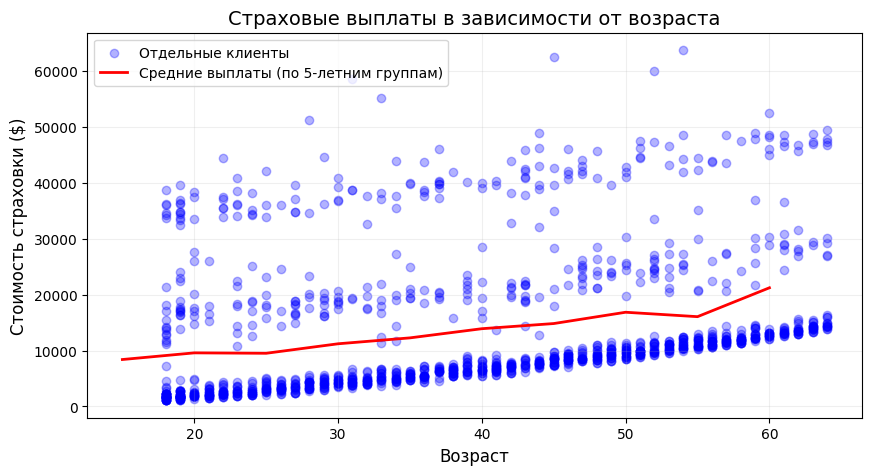 Страховые выплаты в зависимости от возраста
Отдельные клиенты
Средние выплаты (по 5-летним группам)
Стоимость страховки ($)
60000
50000
40000
30000
20000
10000
0
20
30
40
50
60
Возраст